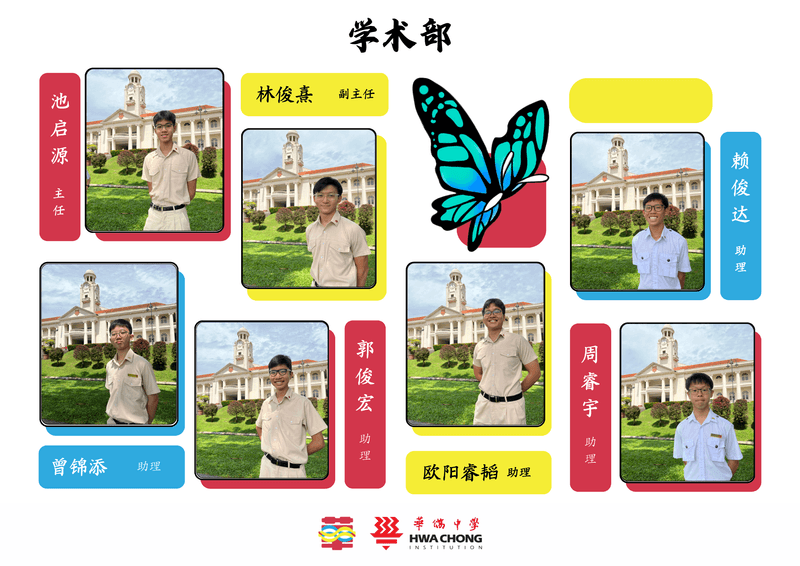 学术部
池启源
主任
林俊熹 副主任
赖俊达
助理
曾锦添 助理
郭俊宏
助理
欧阳睿韬 助理
周睿宇
助理
華僑中學
HWA CHONG
INSTITUTION